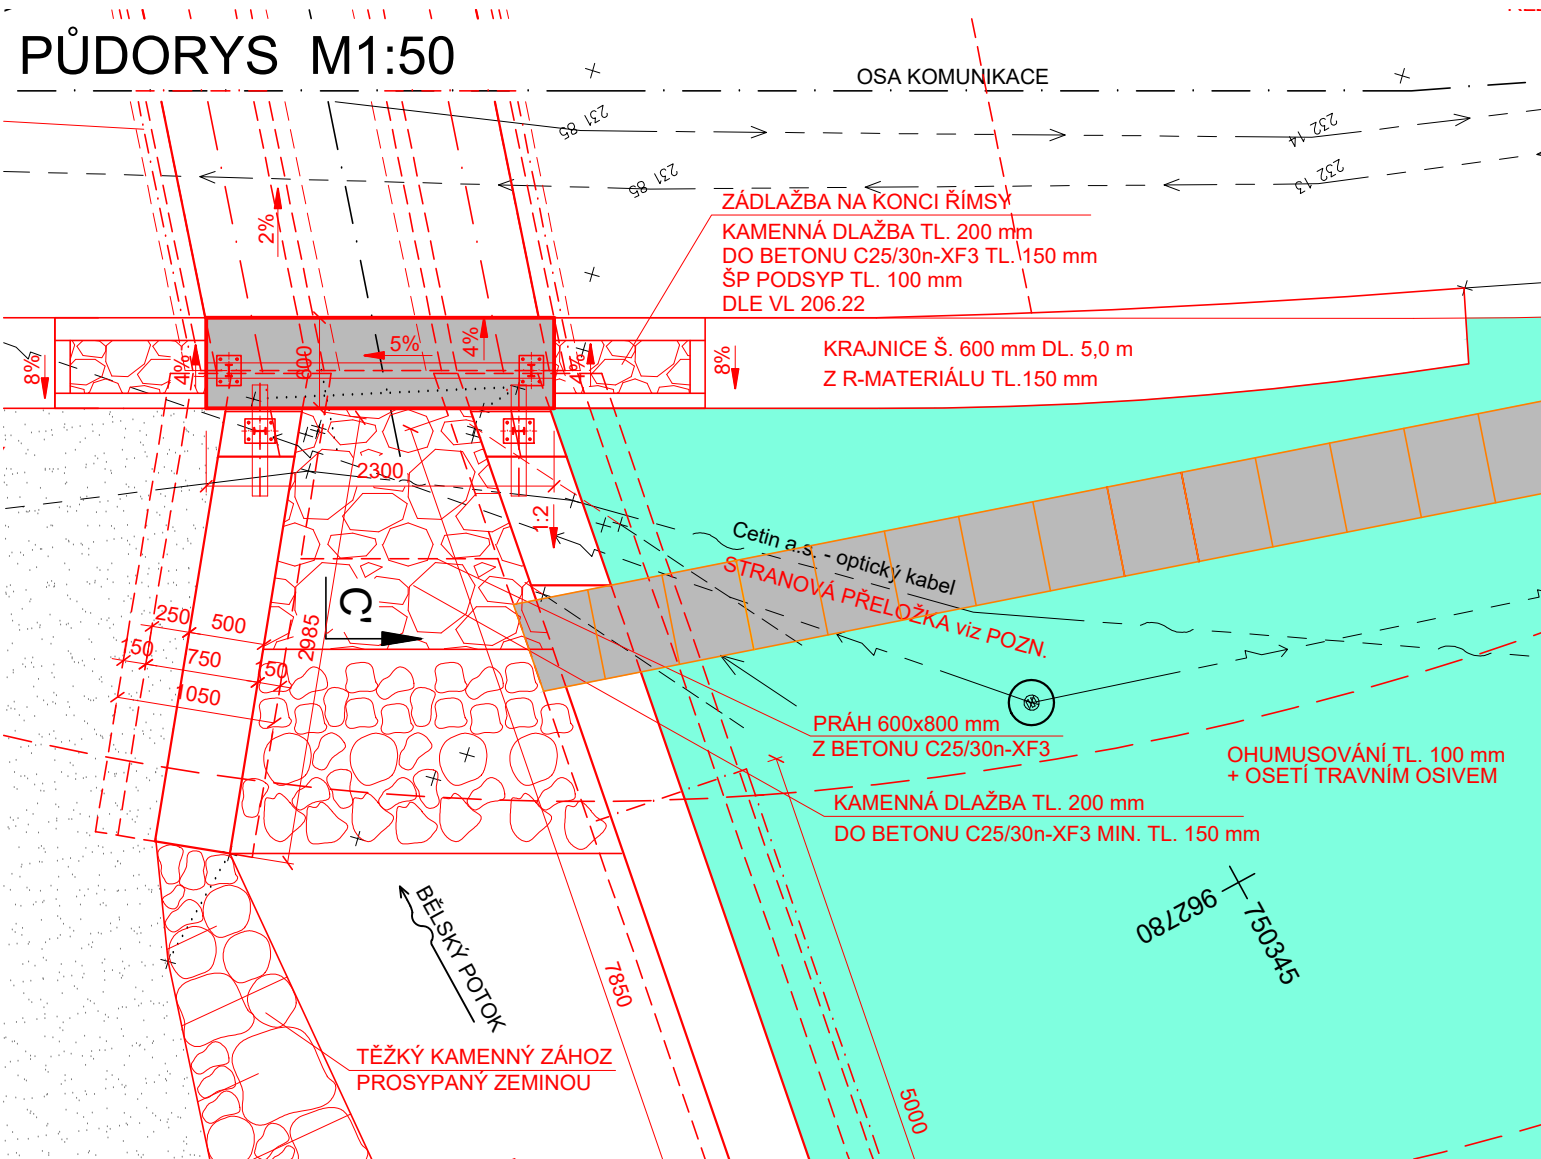 PŮDORYS  M1:50
OSA KOMUNIKACE
231 85
232 14
231 85
232 13
2%
ZÁDLAŽBA NA KONCI ŘÍMSY
KAMENNÁ DLAŽBA TL. 200 mm
DO BETONU C25/30n-XF3 TL. 150 mm
ŠP PODSYP TL. 100 mm
DLE VL 206.22
8%
4%
600
5%
4%
4%
8%
KRAJNICE Š. 600 mm DL. 5,0 m
Z R-MATERIÁLU TL.150 mm
2300
1:2
Cetin a.s. - optický kabel
STRANOVÁ PŘELOŽKA viz POZN.
C'
250
500
2985
50
750
50
1050
PRÁH 600x800 mm
Z BETONU C25/30n-XF3
OHUMUSOVÁNÍ TL. 100 mm
+ OSETÍ TRAVNÍM OSIVEM
KAMENNÁ DLAŽBA TL. 200 mm
DO BETONU C25/30n-XF3 MIN. TL. 150 mm
962780
750345
BĚLSKÝ POTOK
7850
5000
TĚŽKÝ KAMENNÝ ZÁHOZ
PROSYPANÝ ZEMINOU